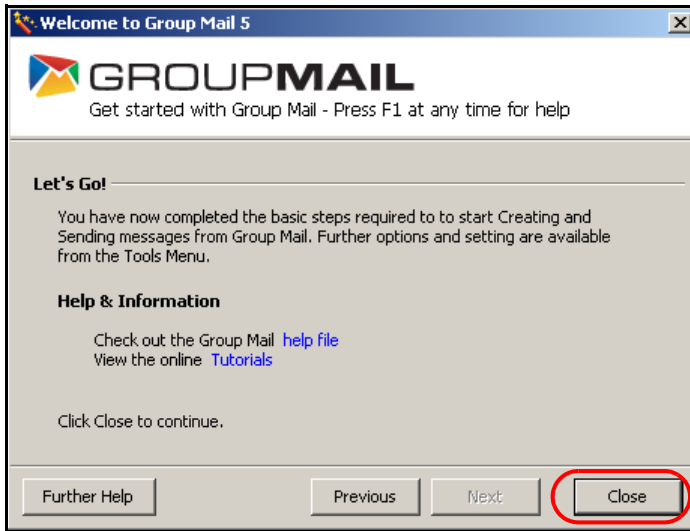 Welcome to Group Mail 5
GROUPMAIL
Get started with Group Mail - Press F1 at any time for help
Let's Go!
You have now completed the basic steps required to to start Creating and
Sending messages from Group Mail. Further options and setting are available
from the Tools Menu.
Help & Information
Check out the Group Mail help file
View the online Tutorials
Click Close to continue.
Further Help Previous Next Close